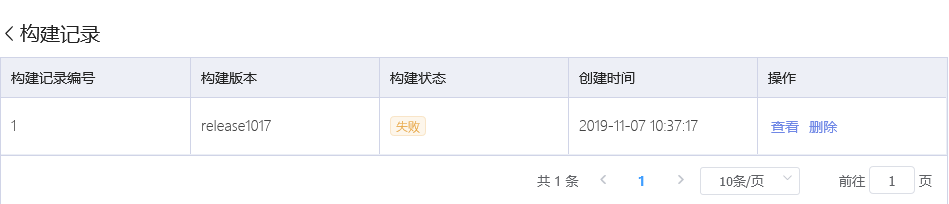 构建记录
构建记录编号 构建版本 构建状态 创建时间 操作
1 release1017 失败 2019-11-07 10:37:17 查看 删除
共 1 条 1 10条/页 前往 1 页